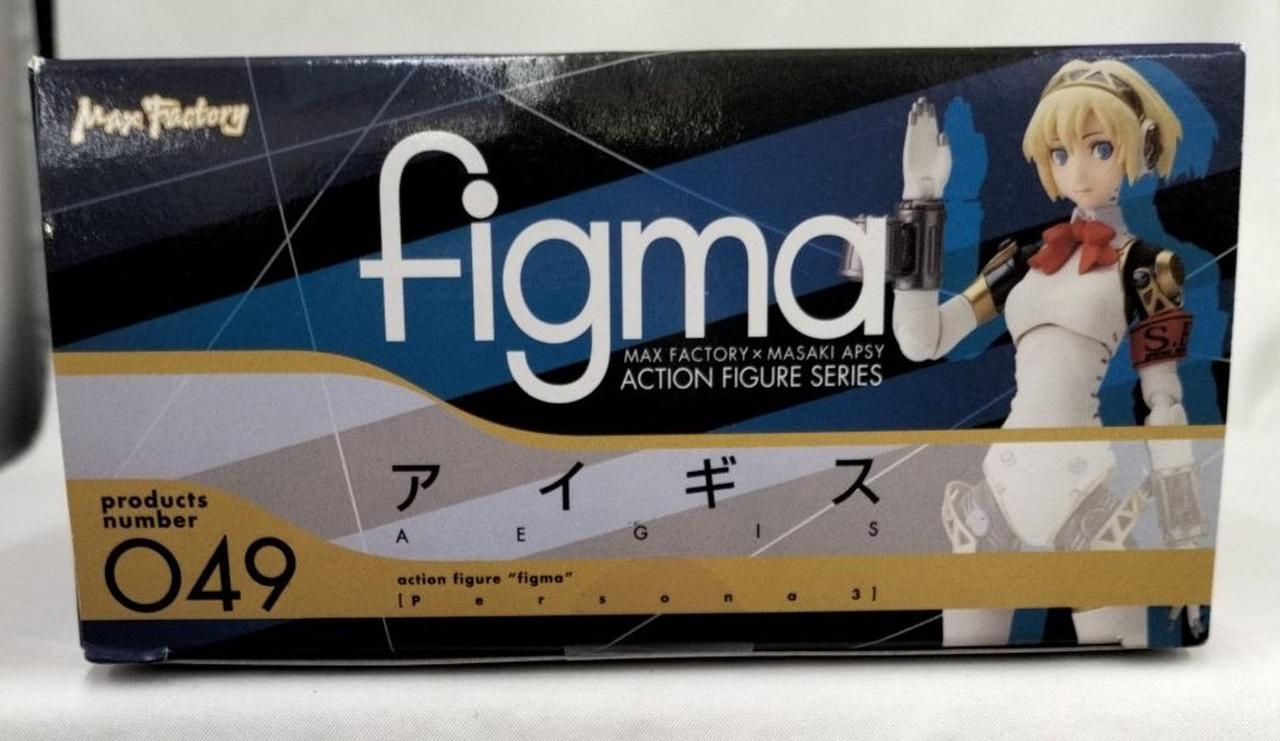 Max Factory
figma
MAX FACTORY × MASAKI APSY
ACTION FIGURE SERIES
アイギス
AEGIS
products
number
049
action figure "figma"
[Persona3]
S.